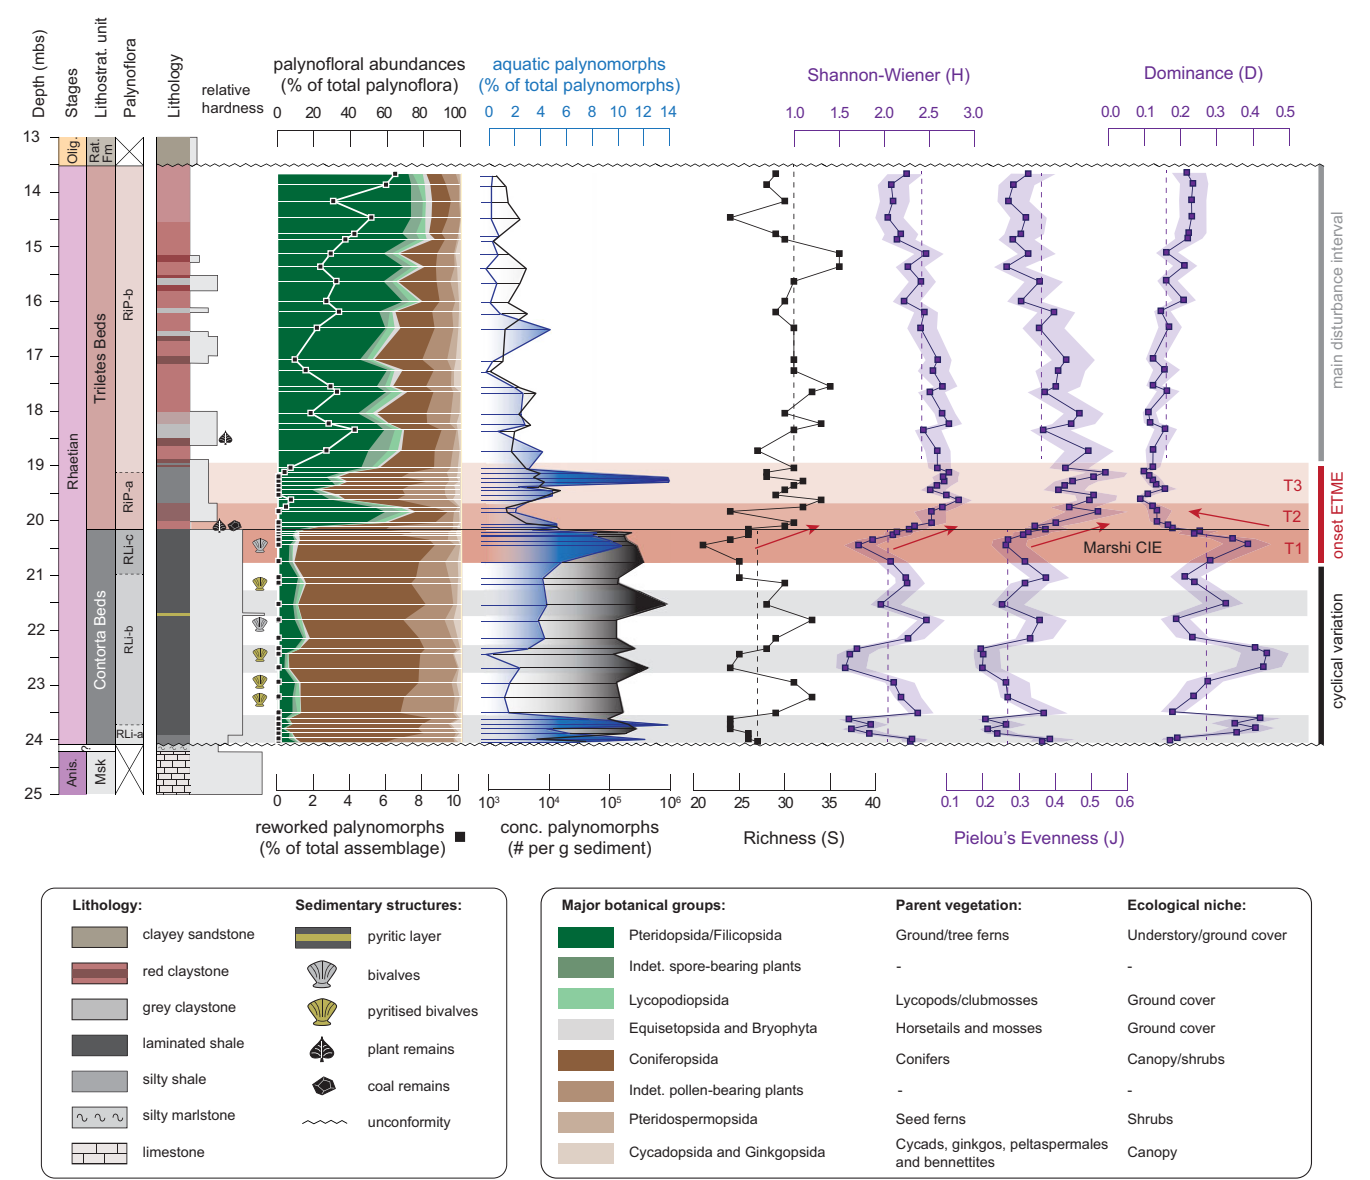 Depth (mbs)
Stages
Lithostrat. unit
Palynoflora
Lithology
relative
hardness
palynofloral abundances
(% of total palynoflora)
0 20 40 60 80 100
aquatic palynomorphs
(% of total palynomorphs)
0 2 4 6 8 10 12 14
Shannon-Wiener (H)
1.0 1.5 2.0 2.5 3.0
Dominance (D)
0.0 0.1 0.2 0.3 0.4 0.5
13
14
15
16
17
18
19
20
21
22
23
24
25
Olig.
Rhaetian
Anis.
Rat.
Fm
Triletes Beds
Contorta Beds
Msk
?
RiP-b
RiP-a
RLi-c
RLi-b
RLi-a
T3
T2
T1
Marshi CIE
main disturbance interval
onset ETME
cyclical variation
0 2 4 6 8 10
reworked palynomorphs
(% of total assemblage)
10³ 10⁴ 10⁵ 10⁶
conc. palynomorphs
(# per g sediment)
20 25 30 35 40
Richness (S)
0.1 0.2 0.3 0.4 0.5 0.6
Pielou's Evenness (J)
Lithology:
clayey sandstone
red claystone
grey claystone
laminated shale
silty shale
silty marlstone
limestone
Sedimentary structures:
pyritic layer
bivalves
pyritised bivalves
plant remains
coal remains
unconformity
Major botanical groups: Parent vegetation: Ecological niche:
Pteridopsida/Filicopsida Ground/tree ferns Understory/ground cover
Indet. spore-bearing plants - -
Lycopodiopsida Lycopods/clubmosses Ground cover
Equisetopsida and Bryophyta Horsetails and mosses Ground cover
Coniferopsida Conifers Canopy/shrubs
Indet. pollen-bearing plants - -
Pteridospermopsida Seed ferns Shrubs
Cycadopsida and Ginkgopsida Cycads, ginkgos, peltaspermales
and bennettites Canopy